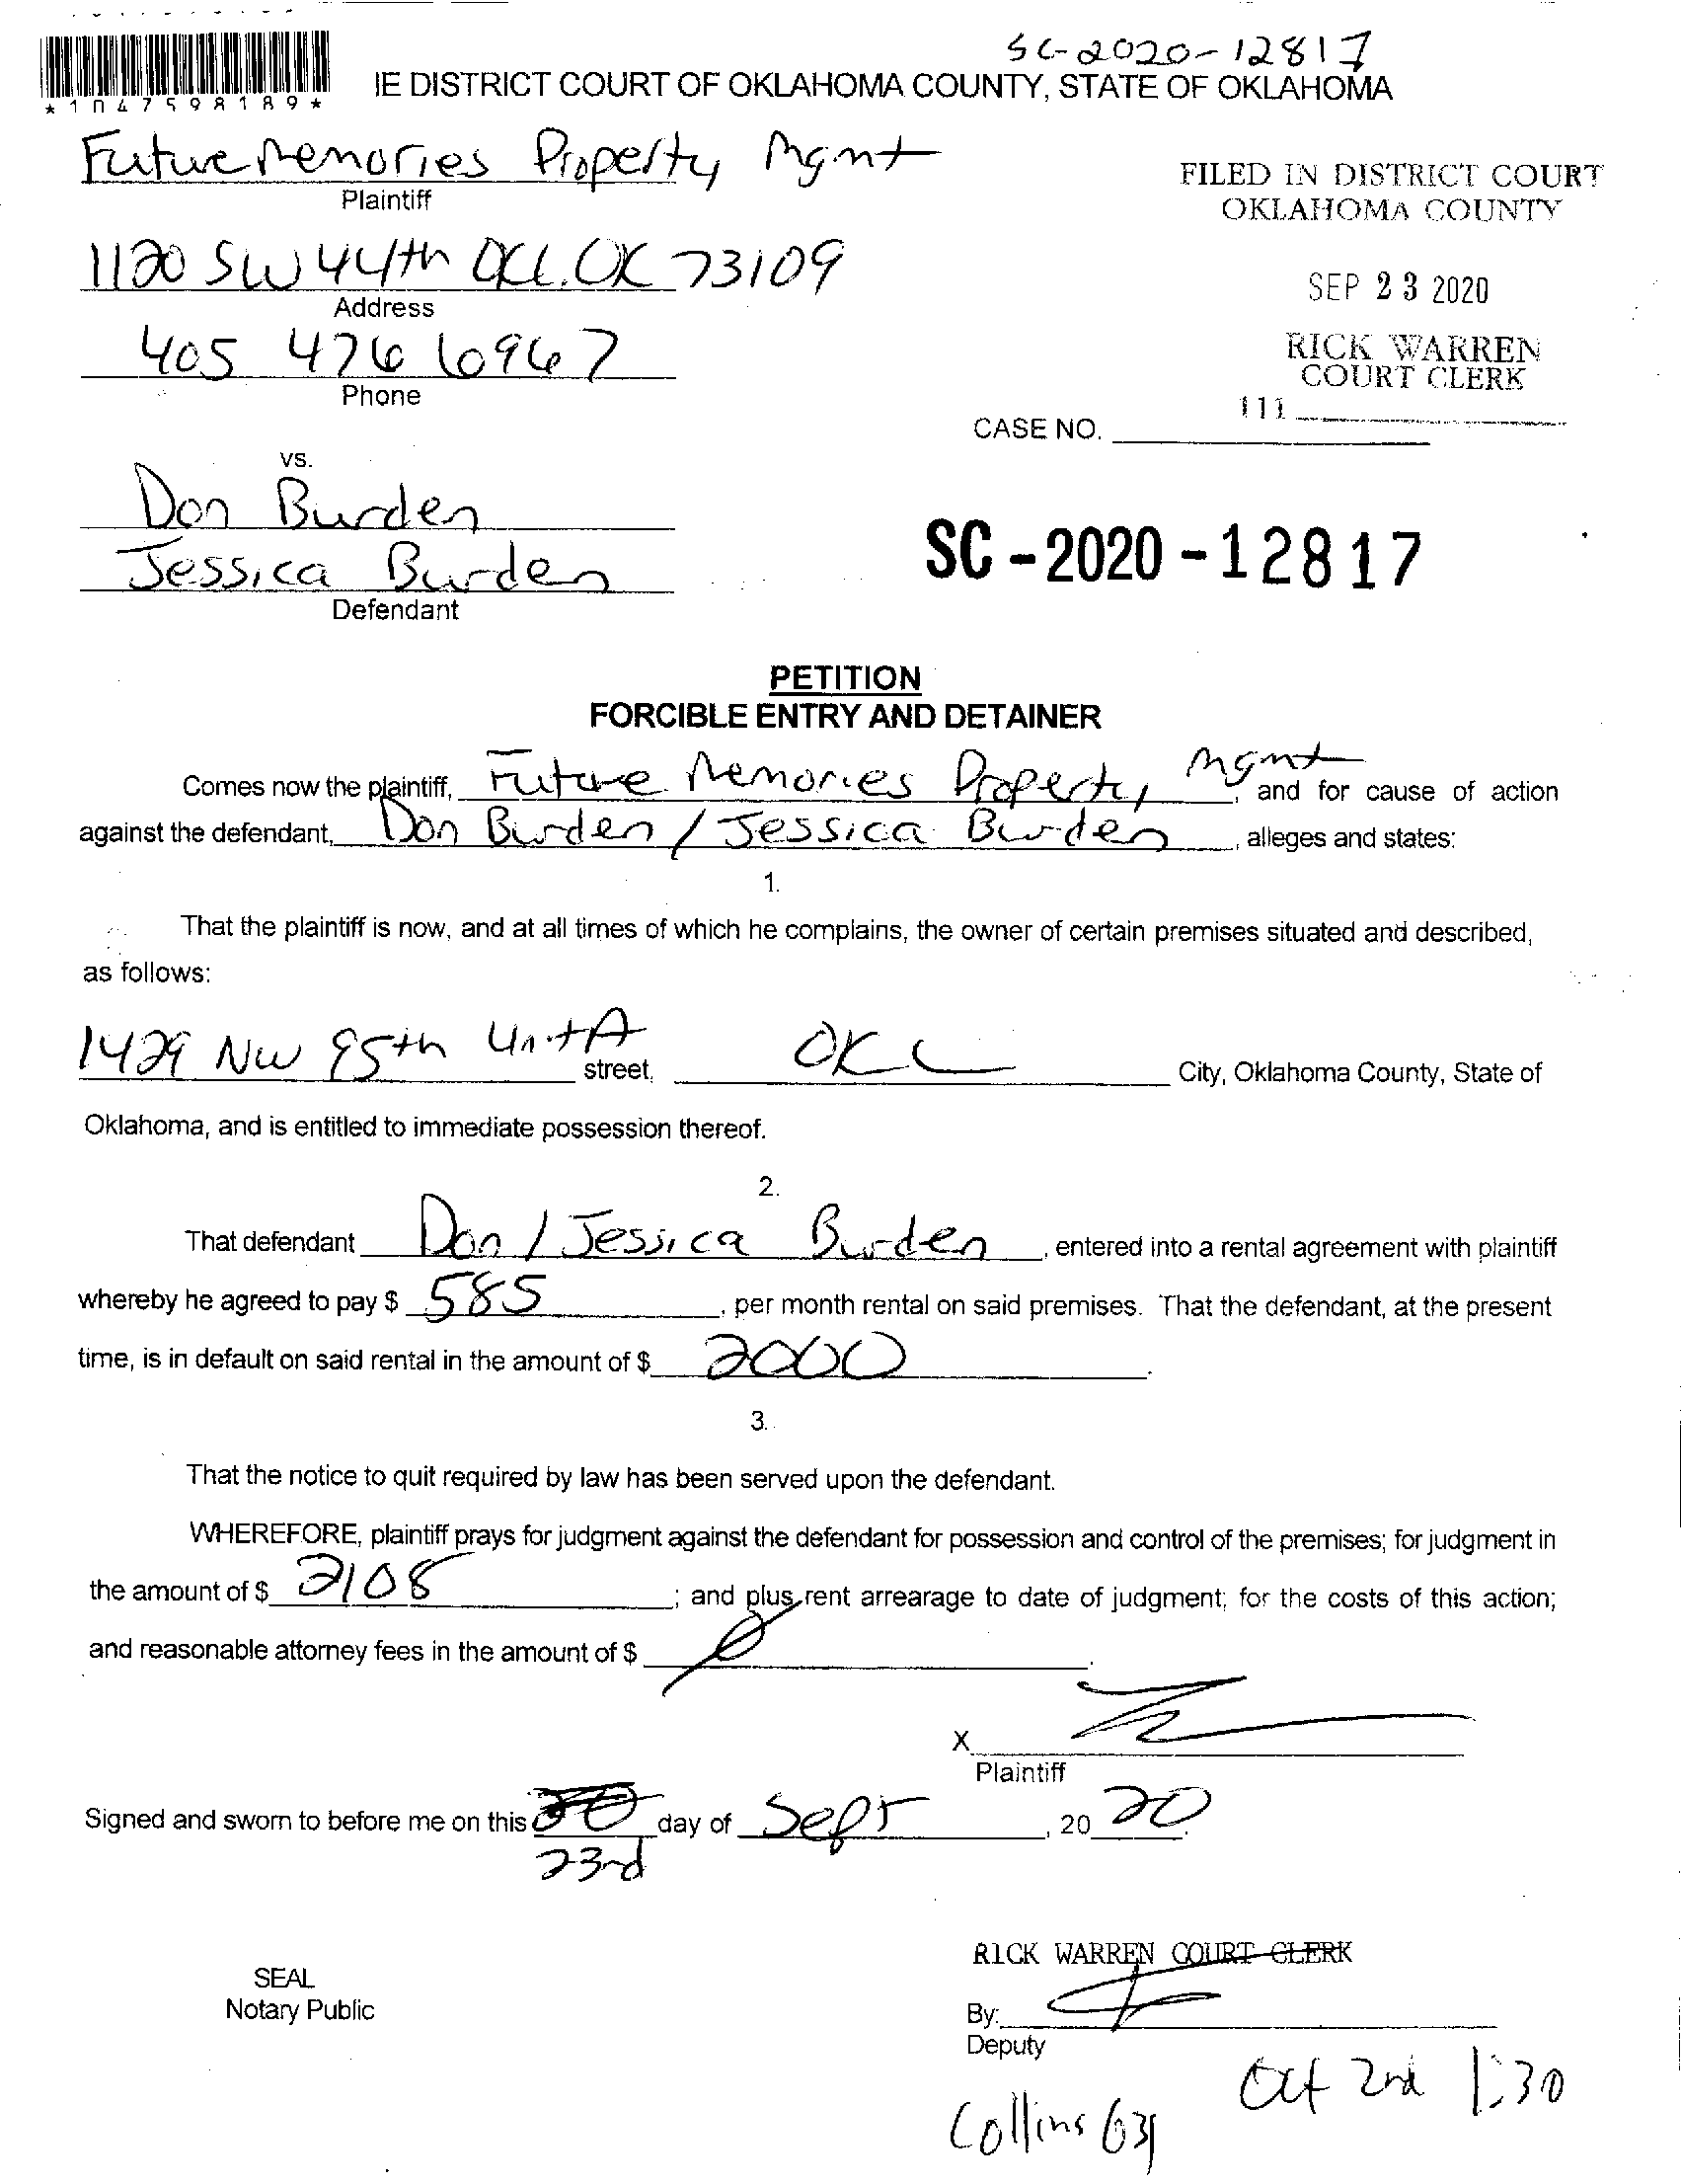 SC-2020-12817
*1047598189*
IE DISTRICT COURT OF OKLAHOMA COUNTY, STATE OF OKLAHOMA
Future Memories Property Mgmt
Plaintiff
FILED IN DISTRICT COURT
OKLAHOMA COUNTY
1120 SW 44th OKC. OK 73109
Address
SEP 23 2020
405 476 6967
Phone
RICK WARREN
COURT CLERK
111
CASE NO.
vs.
Don Burden
Jessica Burden
Defendant
SC-2020-12817
PETITION
FORCIBLE ENTRY AND DETAINER
Comes now the plaintiff, Future Memories Property Mgmt, and for cause of action
against the defendant, Don Burden / Jessica Burden, alleges and states:
1.
That the plaintiff is now, and at all times of which he complains, the owner of certain premises situated and described,
as follows:
1429 NW 95th Unit A street, OKC City, Oklahoma County, State of
Oklahoma, and is entitled to immediate possession thereof.
2.
That defendant Don / Jessica Burden, entered into a rental agreement with plaintiff
whereby he agreed to pay $ 585, per month rental on said premises. That the defendant, at the present
time, is in default on said rental in the amount of $ 2000.
3.
That the notice to quit required by law has been served upon the defendant.
WHEREFORE, plaintiff prays for judgment against the defendant for possession and control of the premises; for judgment in
the amount of $ 2108; and plus rent arrearage to date of judgment; for the costs of this action;
and reasonable attorney fees in the amount of $ 0.
X
Plaintiff
Signed and sworn to before me on this day of Sept, 20 20.
23rd
RICK WARREN COURT CLERK
SEAL
Notary Public
By:
Deputy
Oct 2nd 1:30
Collins